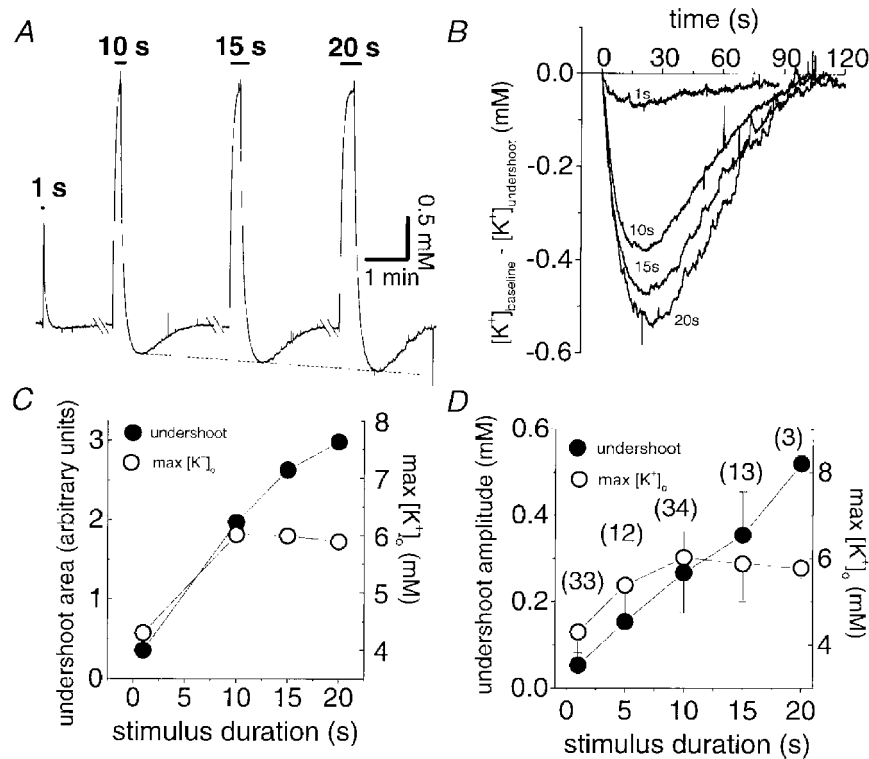 A
10 s
15 s
20 s
1 s
0.5 mM
1 min
B
time (s)
0 30 60 90 120
0.0
-0.2
-0.4
-0.6
[K+]baseline - [K+]undershoot (mM)
1s
10s
15s
20s
C
undershoot area (arbitrary units)
3
2
1
0
undershoot
max [K+]o
8
7
6
5
4
max [K+]o (mM)
0 5 10 15 20
stimulus duration (s)
D
undershoot amplitude (mM)
0.6
0.4
0.2
0.0
undershoot
max [K+]o
(33)
(12)
(34)
(13)
(3)
8
6
4
max [K+]o (mM)
0 5 10 15 20
stimulus duration (s)